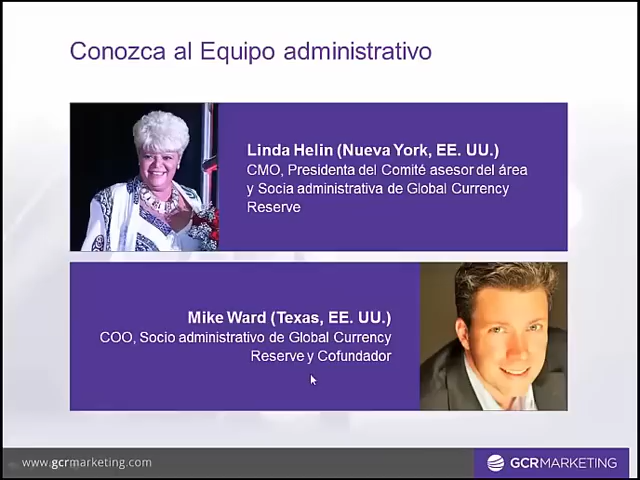 Conozca al Equipo administrativo
Linda Helin (Nueva York, EE. UU.)
CMO, Presidenta del Comité asesor del área
y Socia administrativa de Global Currency
Reserve
Mike Ward (Texas, EE. UU.)
COO, Socio administrativo de Global Currency
Reserve y Cofundador
www.gcrmarketing.com
GCRMARKETING